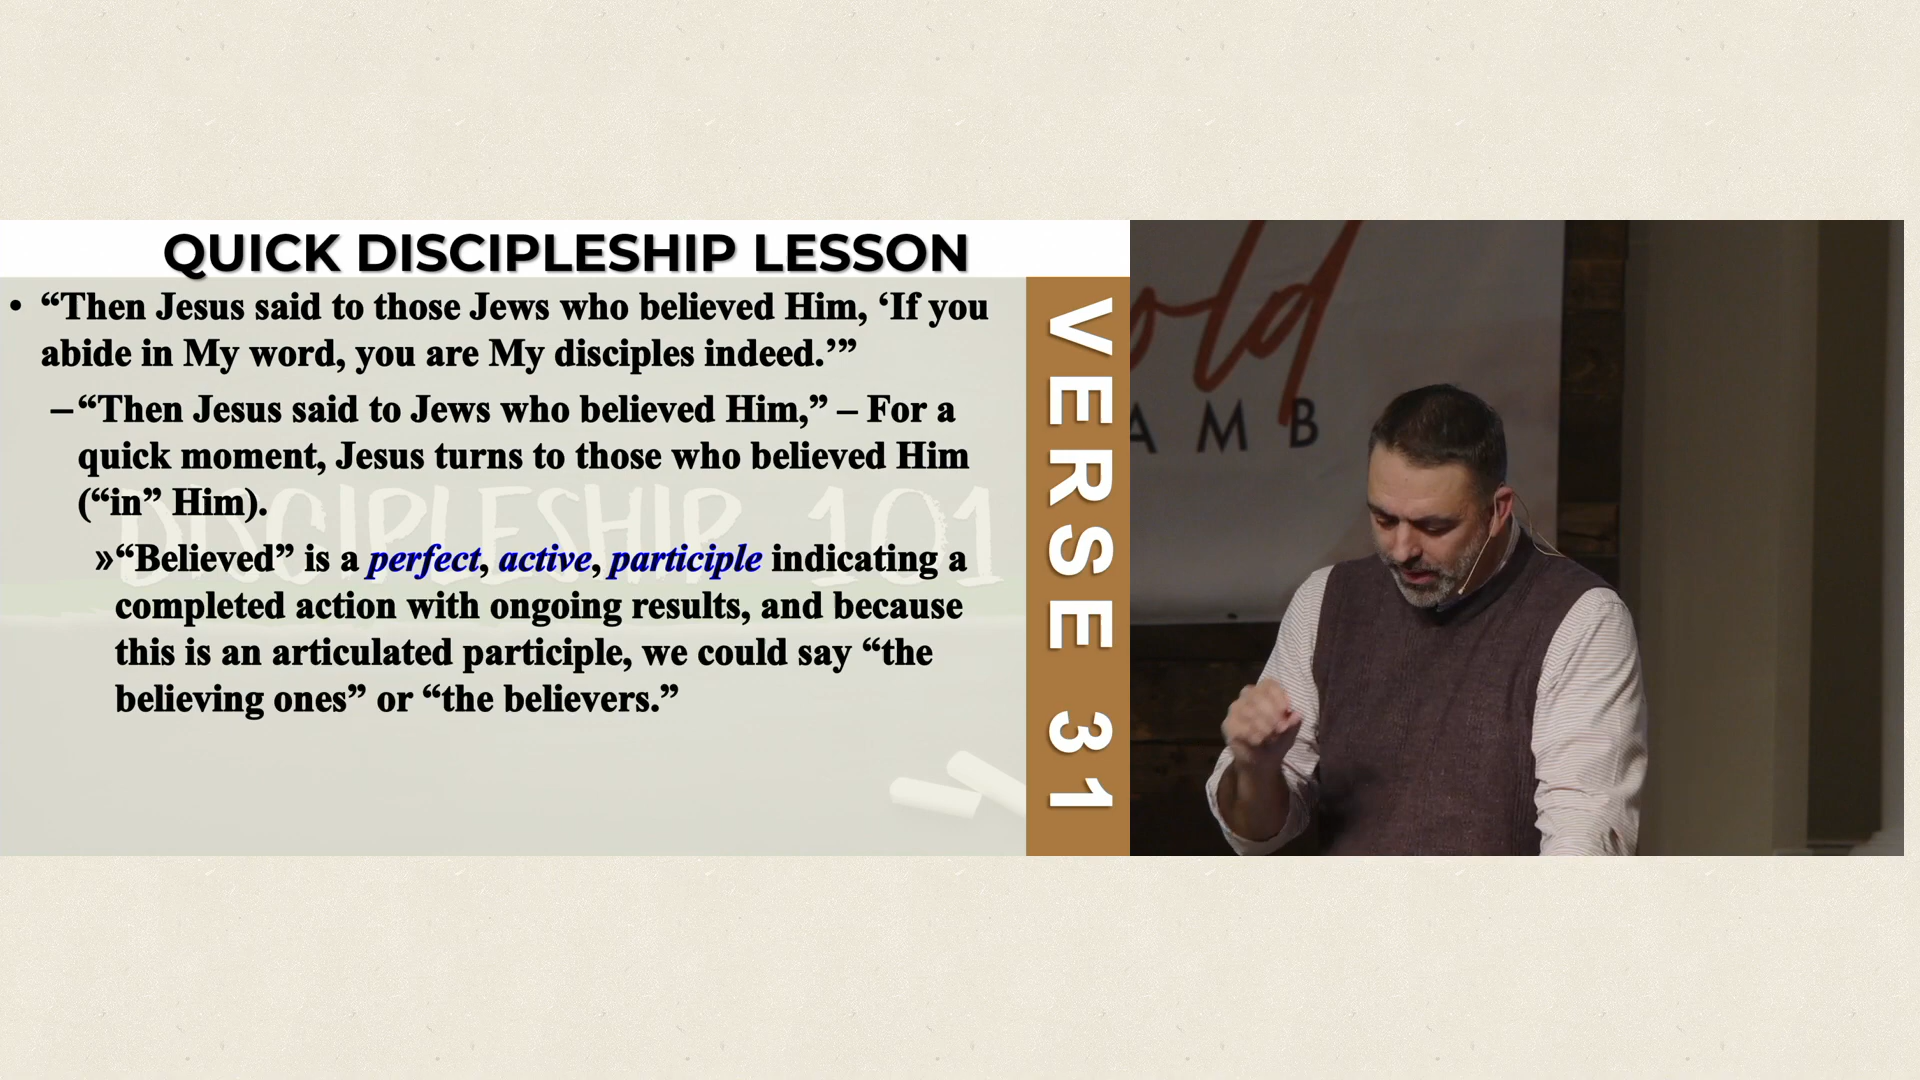 QUICK DISCIPLESHIP LESSON
• “Then Jesus said to those Jews who believed Him, ‘If you
abide in My word, you are My disciples indeed.’”
– “Then Jesus said to Jews who believed Him,” – For a
quick moment, Jesus turns to those who believed Him
(“in” Him).
» “Believed” is a perfect, active, participle indicating a
completed action with ongoing results, and because
this is an articulated participle, we could say “the
believing ones” or “the believers.”
DISCIPLESHIP 101
VERSE 31
old
AMB